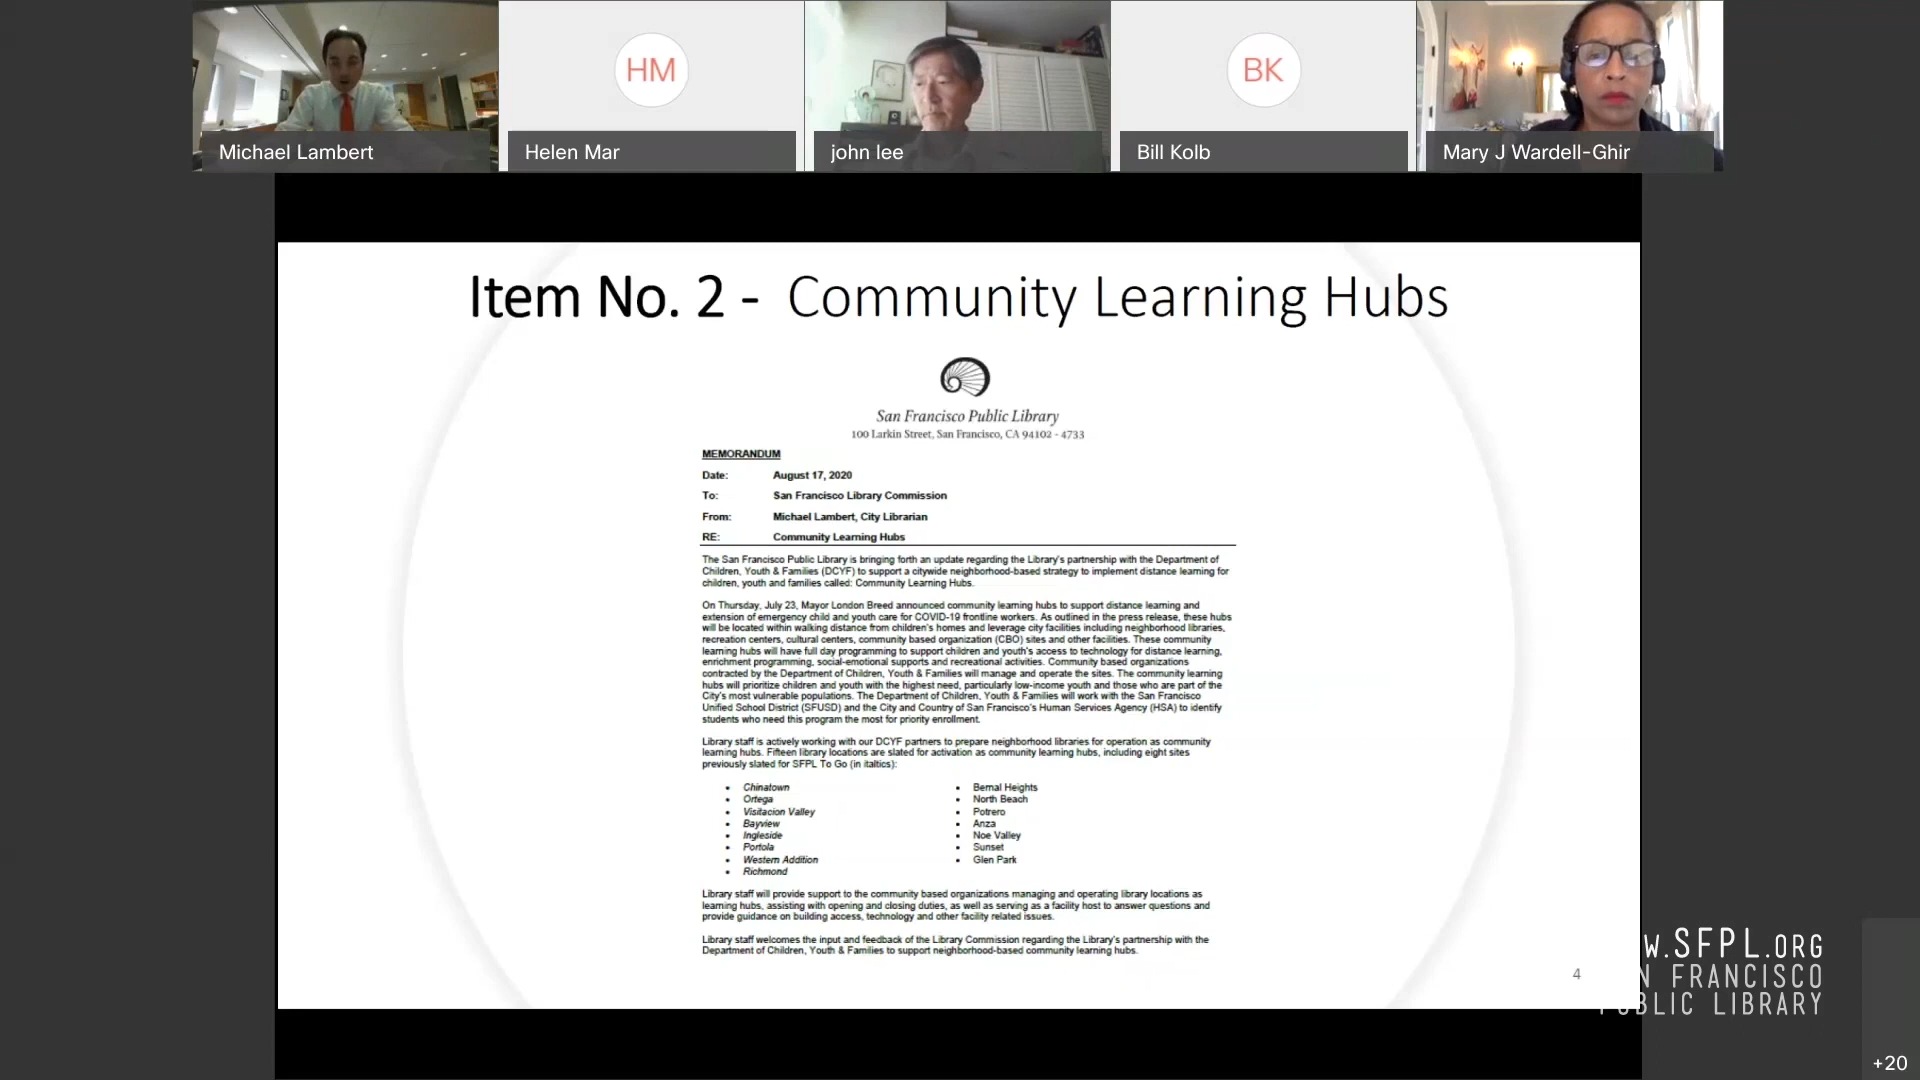 HM
BK
Michael Lambert
Helen Mar
john lee
Bill Kolb
Mary J Wardell-Ghir
Item No. 2 - Community Learning Hubs
San Francisco Public Library
100 Larkin Street, San Francisco, CA 94102 - 4733
MEMORANDUM
Date: August 17, 2020
To: San Francisco Library Commission
From: Michael Lambert, City Librarian
RE: Community Learning Hubs
The San Francisco Public Library is bringing forth an update regarding the Library's partnership with the Department of
Children, Youth & Families (DCYF) to support a citywide neighborhood-based strategy to implement distance learning for
children, youth and families called: Community Learning Hubs.
On Thursday, July 23, Mayor London Breed announced community learning hubs to support distance learning and
extension of emergency child and youth care for COVID-19 frontline workers. As outlined in the press release, these hubs
will be located within walking distance from children's homes and leverage city facilities including neighborhood libraries,
recreation centers, cultural centers, community based organization (CBO) sites and other facilities. These community
learning hubs will have full day programming to support children and youth's access to technology for distance learning,
enrichment programming, social-emotional supports and recreational activities. Community based organizations
contracted by the Department of Children, Youth & Families will manage and operate the sites. The community learning
hubs will prioritize children and youth with the highest need, particularly low-income youth and those who are part of the
City's most vulnerable populations. The Department of Children, Youth & Families will work with the San Francisco
Unified School District (SFUSD) and the City and Country of San Francisco's Human Services Agency (HSA) to identify
students who need this program the most for priority enrollment.
Library staff is actively working with our DCYF partners to prepare neighborhood libraries for operation as community
learning hubs. Fifteen library locations are slated for activation as community learning hubs, including eight sites
previously slated for SFPL To Go (in italtics):
• Chinatown
• Ortega
• Visitacion Valley
• Bayview
• Ingleside
• Portola
• Western Addition
• Richmond
• Bernal Heights
• North Beach
• Potrero
• Anza
• Noe Valley
• Sunset
• Glen Park
Library staff will provide support to the community based organizations managing and operating library locations as
learning hubs, assisting with opening and closing duties, as well as serving as a facility host to answer questions and
provide guidance on building access, technology and other facility related issues.
Library staff welcomes the input and feedback of the Library Commission regarding the Library's partnership with the
Department of Children, Youth & Families to support neighborhood-based community learning hubs.
4
W.SFPL.ORG
N FRANCISCO
PUBLIC LIBRARY
+20